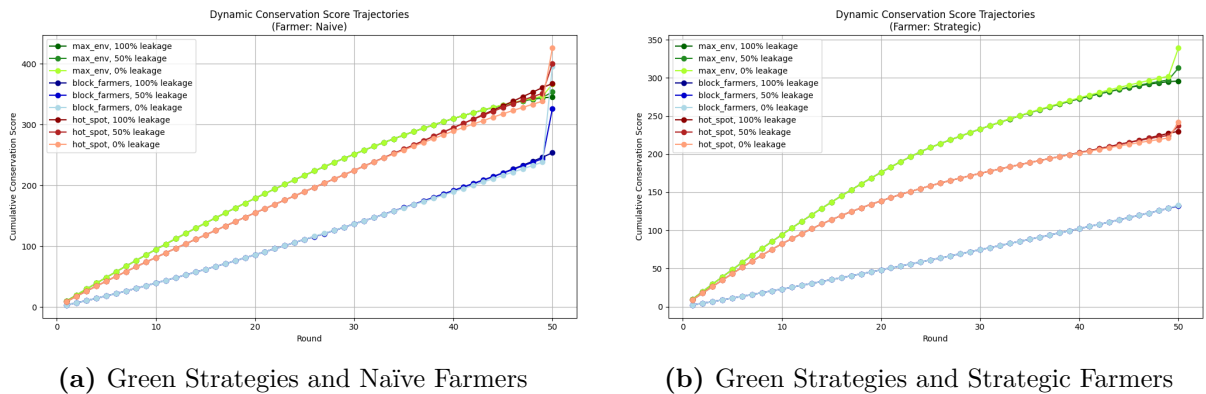 Dynamic Conservation Score Trajectories
(Farmer: Naive)
max_env, 100% leakage
max_env, 50% leakage
max_env, 0% leakage
block_farmers, 100% leakage
block_farmers, 50% leakage
block_farmers, 0% leakage
hot_spot, 100% leakage
hot_spot, 50% leakage
hot_spot, 0% leakage
Cumulative Conservation Score
400
300
200
100
0
0 10 20 30 40 50
Round
(a) Green Strategies and Naïve Farmers
Dynamic Conservation Score Trajectories
(Farmer: Strategic)
max_env, 100% leakage
max_env, 50% leakage
max_env, 0% leakage
block_farmers, 100% leakage
block_farmers, 50% leakage
block_farmers, 0% leakage
hot_spot, 100% leakage
hot_spot, 50% leakage
hot_spot, 0% leakage
Cumulative Conservation Score
350
300
250
200
150
100
50
0
0 10 20 30 40 50
Round
(b) Green Strategies and Strategic Farmers